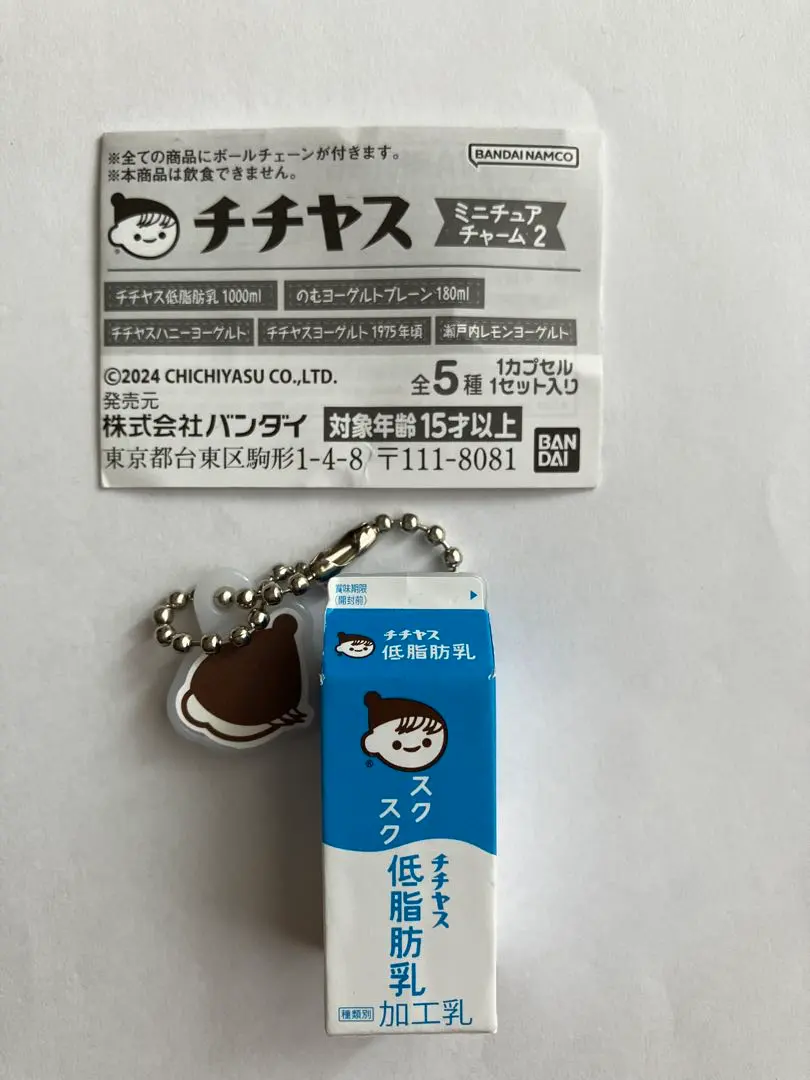 ※全ての商品にボールチェーンが付きます。
※本商品は飲食できません。
BANDAI NAMCO
チチヤス
ミニチュア
チャーム 2
®
チチヤス低脂肪乳 1000ml
のむヨーグルトプレーン 180ml
チチヤスハニーヨーグルト
チチヤスヨーグルト 1975年頃
瀬戸内レモンヨーグルト
©2024 CHICHIYASU CO.,LTD.
全5種
1カプセル
1セット入り
発売元
株式会社バンダイ
対象年齢 15才以上
東京都台東区駒形1-4-8 〒111-8081
BAN
DAI
賞味期限
(開封前)
チチヤス
低脂肪乳
®
スク
スク
チチヤス
低脂肪乳
種類別 加工乳